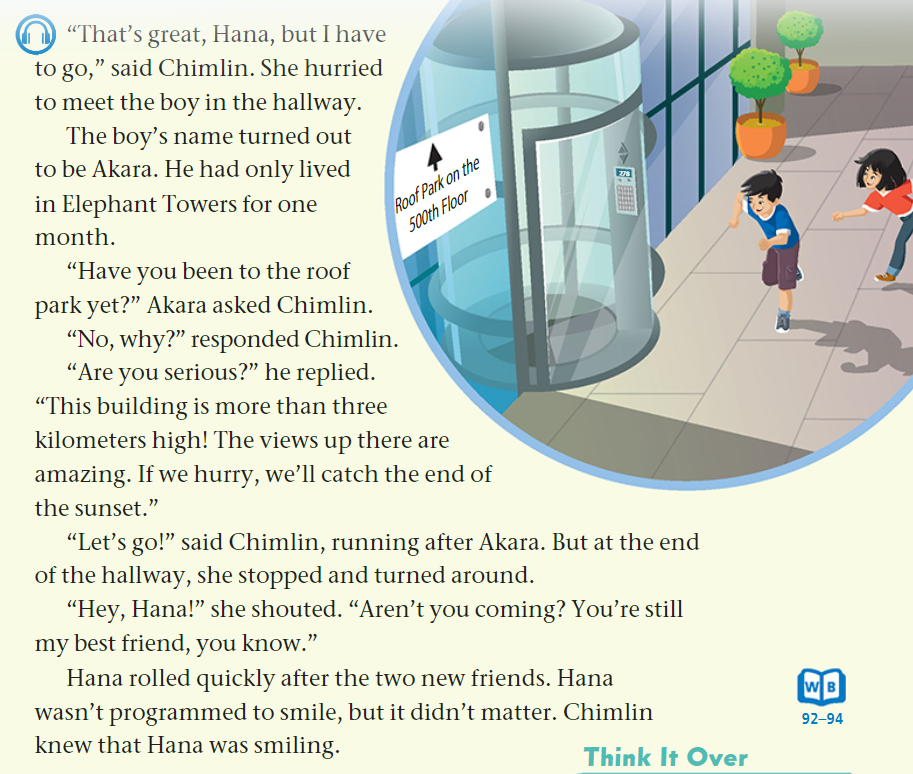 “That’s great, Hana, but I have
to go,” said Chimlin. She hurried
to meet the boy in the hallway.
The boy’s name turned out
to be Akara. He had only lived
in Elephant Towers for one
month.
“Have you been to the roof
park yet?” Akara asked Chimlin.
“No, why?” responded Chimlin.
“Are you serious?” he replied.
“This building is more than three
kilometers high! The views up there are
amazing. If we hurry, we’ll catch the end of
the sunset.”
“Let’s go!” said Chimlin, running after Akara. But at the end
of the hallway, she stopped and turned around.
“Hey, Hana!” she shouted. “Aren’t you coming? You’re still
my best friend, you know.”
Hana rolled quickly after the two new friends. Hana
wasn’t programmed to smile, but it didn’t matter. Chimlin
knew that Hana was smiling.
Roof Park on the
500th Floor
278
WB
92–94
Think It Over